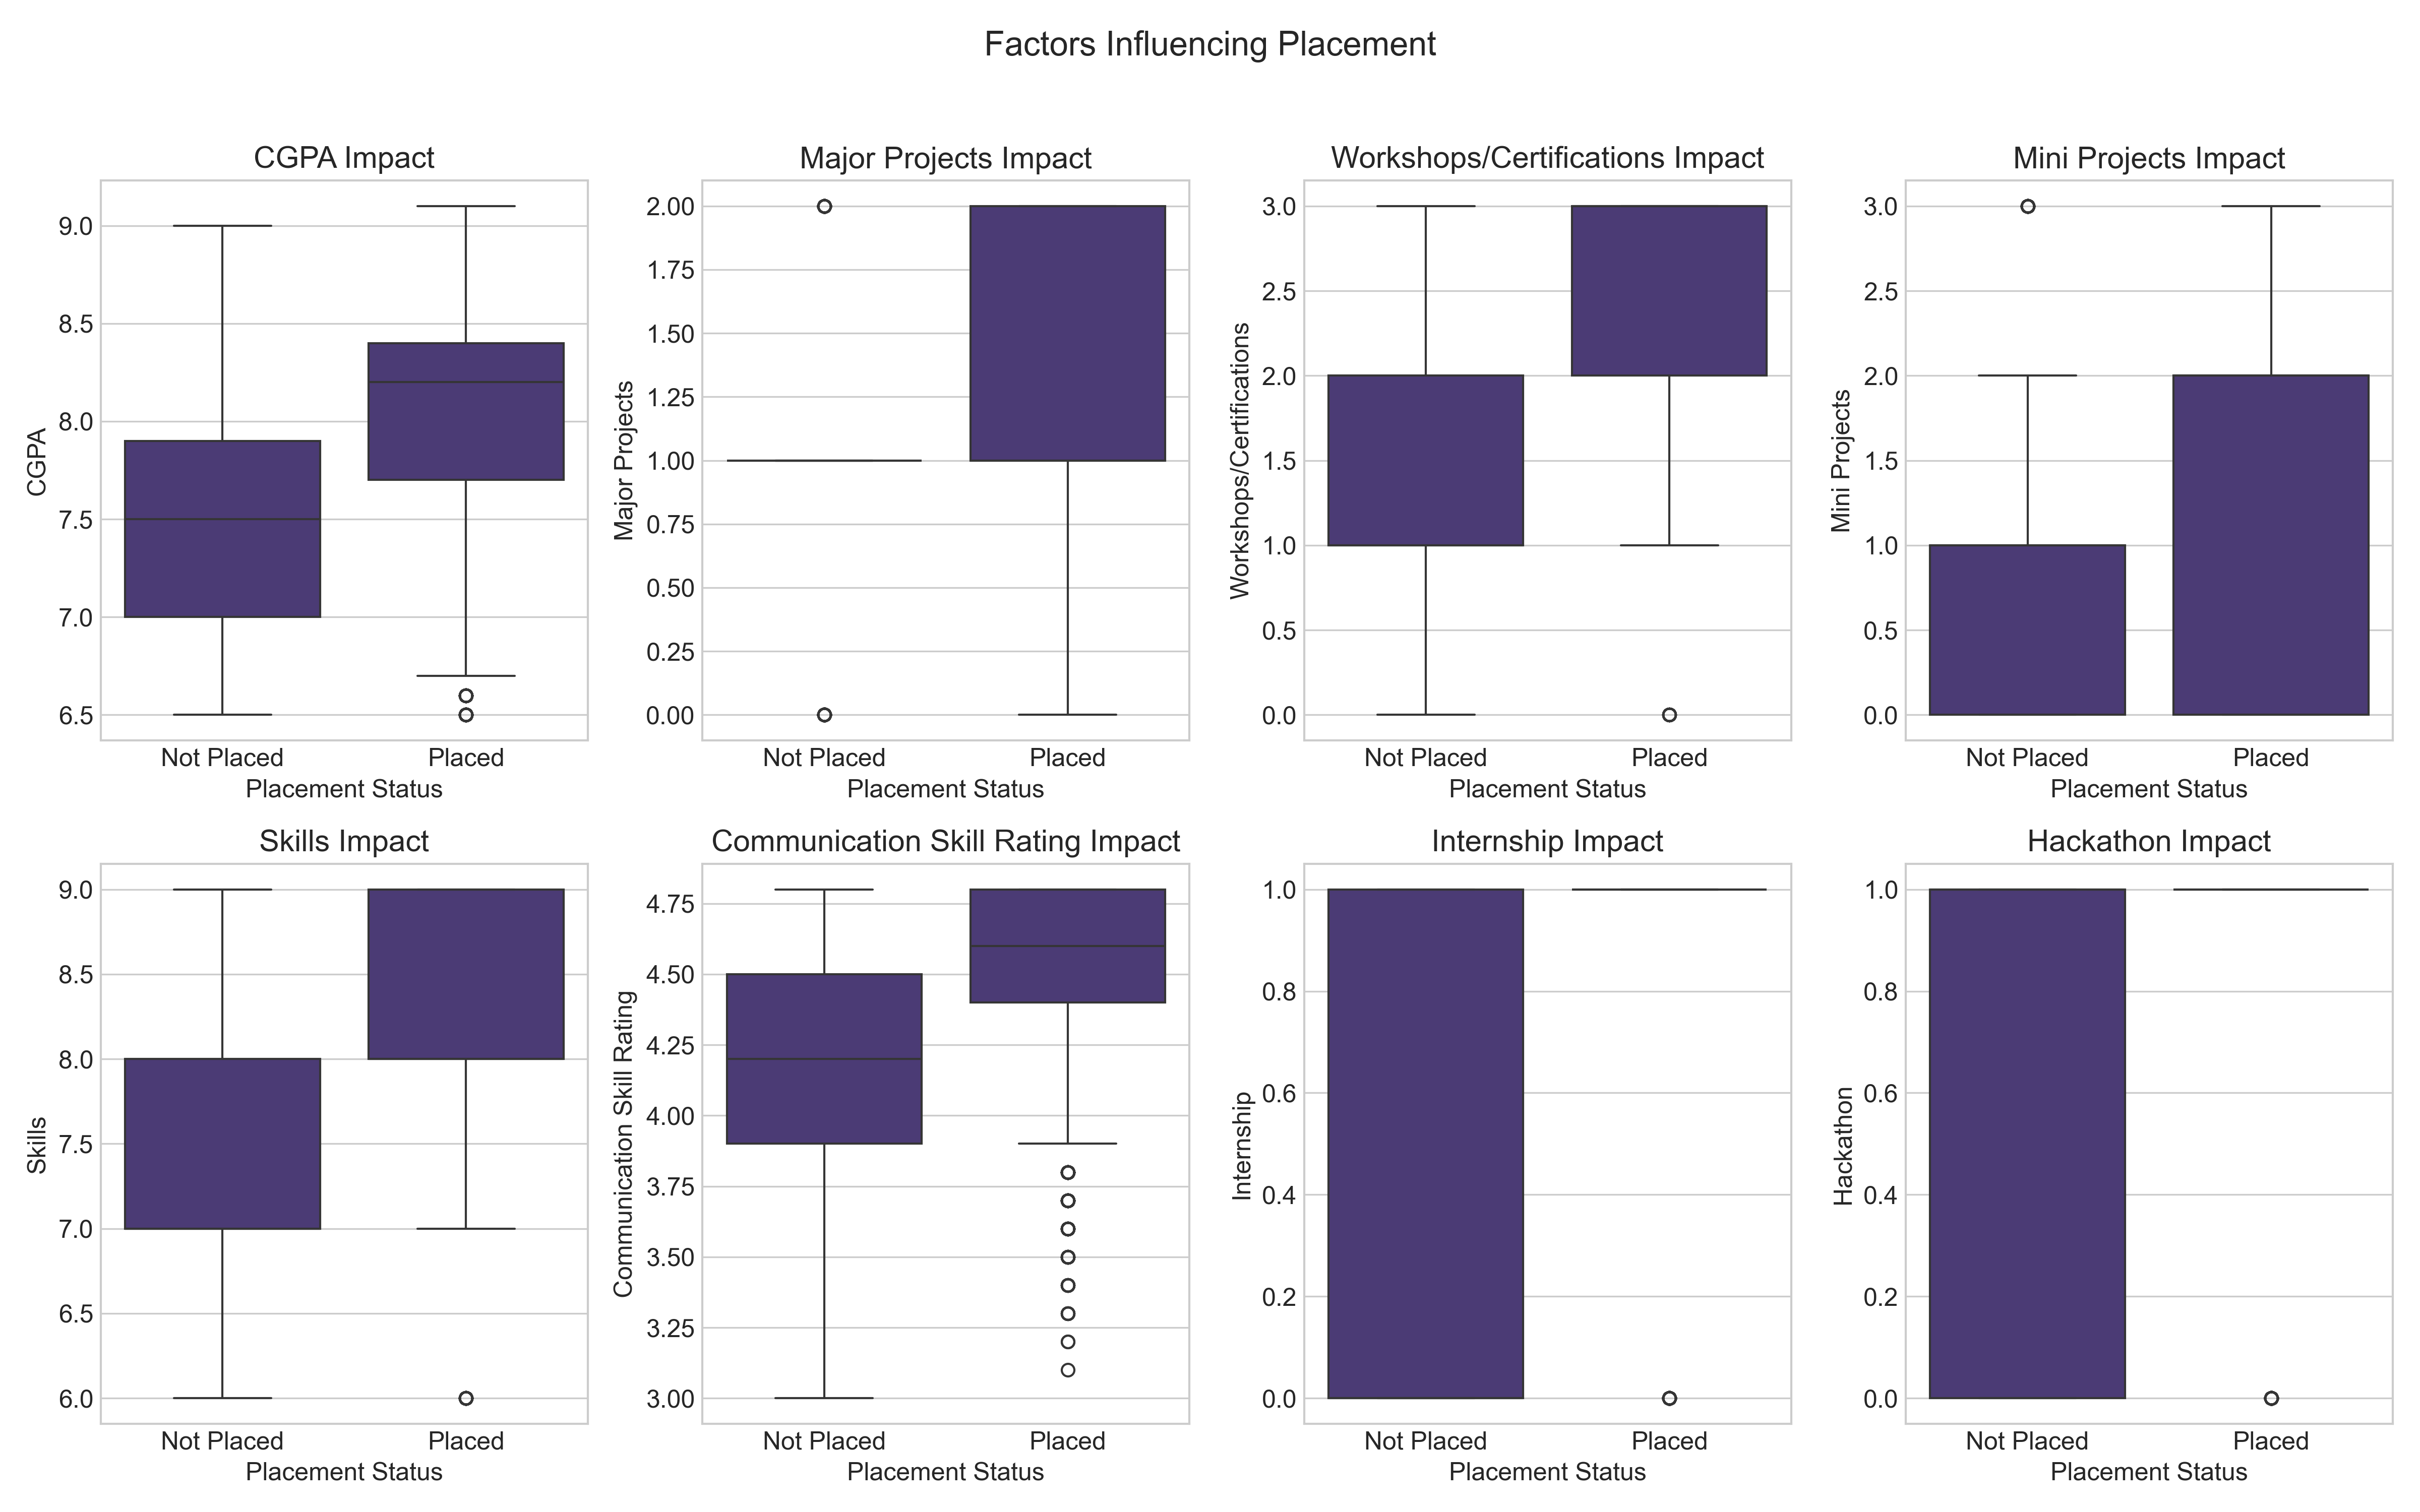 Factors Influencing Placement
CGPA Impact
CGPA
9.0
8.5
8.0
7.5
7.0
6.5
Not Placed Placed
Placement Status
Major Projects Impact
Major Projects
2.00
1.75
1.50
1.25
1.00
0.75
0.50
0.25
0.00
Not Placed Placed
Placement Status
Workshops/Certifications Impact
Workshops/Certifications
3.0
2.5
2.0
1.5
1.0
0.5
0.0
Not Placed Placed
Placement Status
Mini Projects Impact
Mini Projects
3.0
2.5
2.0
1.5
1.0
0.5
0.0
Not Placed Placed
Placement Status
Skills Impact
Skills
9.0
8.5
8.0
7.5
7.0
6.5
6.0
Not Placed Placed
Placement Status
Communication Skill Rating Impact
Communication Skill Rating
4.75
4.50
4.25
4.00
3.75
3.50
3.25
3.00
Not Placed Placed
Placement Status
Internship Impact
Internship
1.0
0.8
0.6
0.4
0.2
0.0
Not Placed Placed
Placement Status
Hackathon Impact
Hackathon
1.0
0.8
0.6
0.4
0.2
0.0
Not Placed Placed
Placement Status